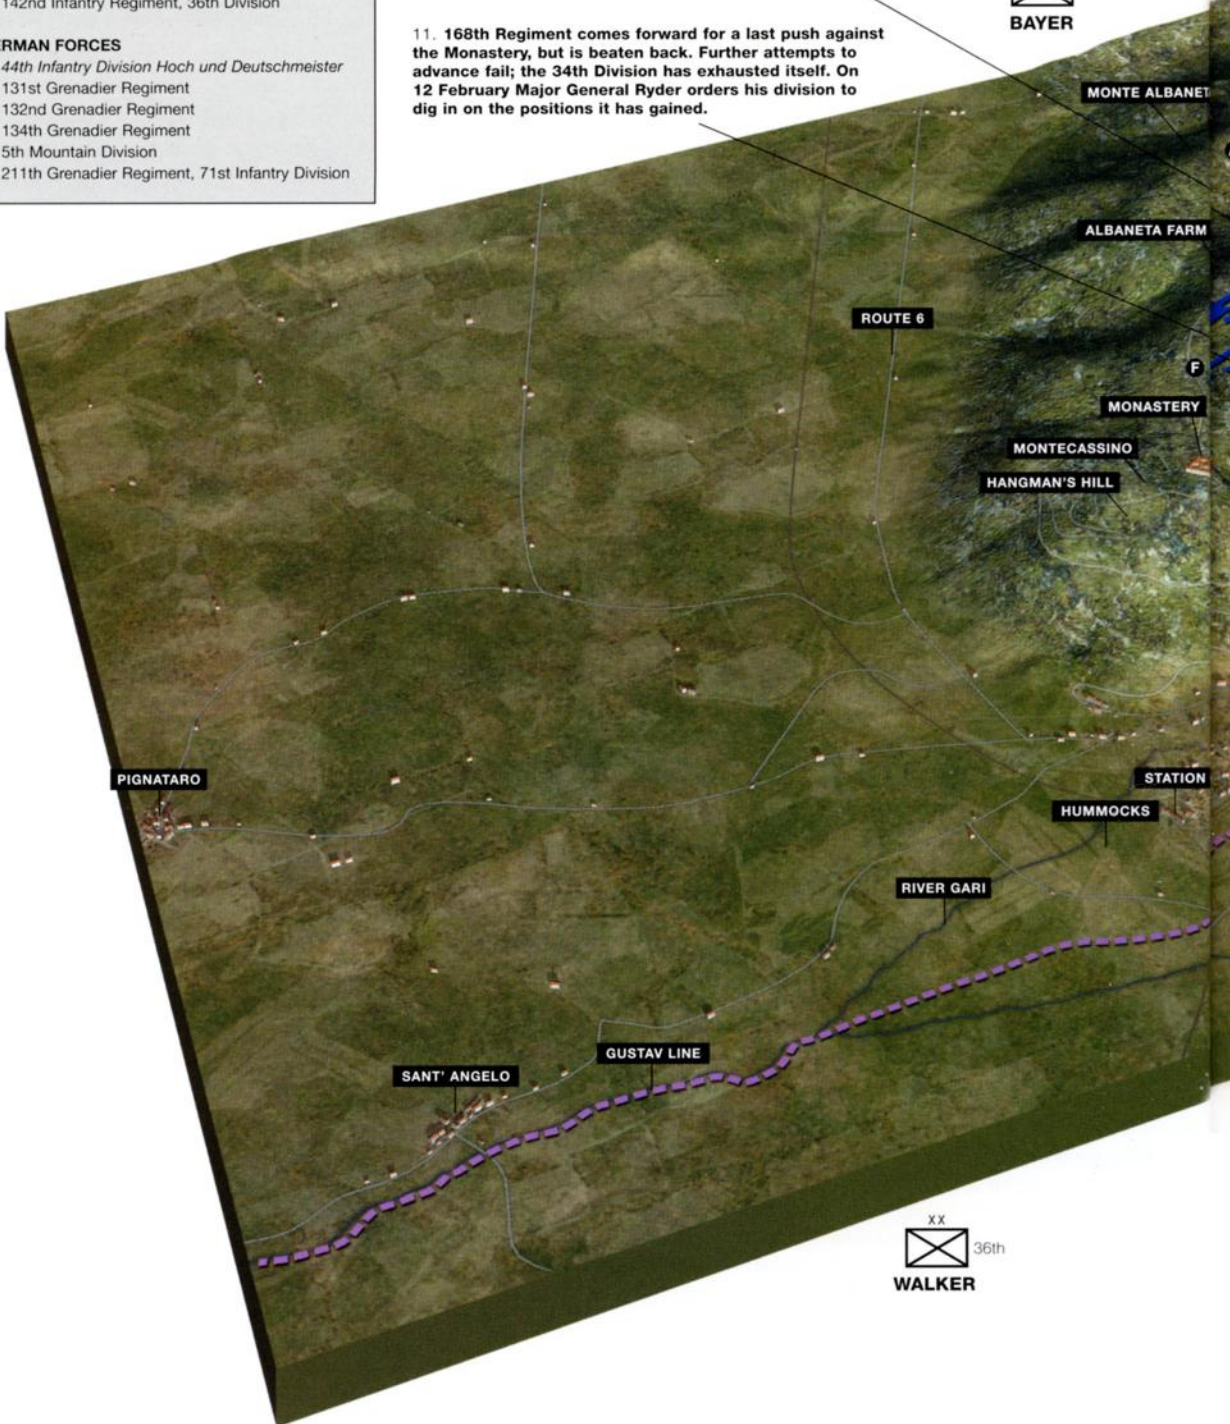 142nd Infantry Regiment, 36th Division
ERMAN FORCES
44th Infantry Division Hoch und Deutschmeister
131st Grenadier Regiment
132nd Grenadier Regiment
134th Grenadier Regiment
5th Mountain Division
211th Grenadier Regiment, 71st Infantry Division
11. 168th Regiment comes forward for a last push against
the Monastery, but is beaten back. Further attempts to
advance fail; the 34th Division has exhausted itself. On
12 February Major General Ryder orders his division to
dig in on the positions it has gained.
BAYER
MONTE ALBANET
ALBANETA FARM
ROUTE 6
F
MONASTERY
MONTECASSINO
HANGMAN'S HILL
PIGNATARO
STATION
HUMMOCKS
RIVER GARI
GUSTAV LINE
SANT' ANGELO
XX
36th
WALKER